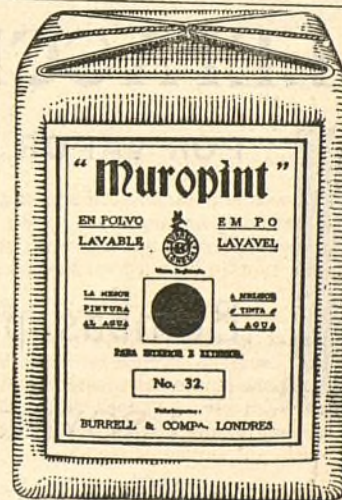 "Muropint"
EN POLVO EM PO
LAVABLE LAVAVEL
LA MEJOR A MELHOR
PINTURA TINTA
AL AGUA A AGUA
PARA INTERIOR E EXTERIOR.
No. 32.
BURRELL & COMPA. LONDRES.